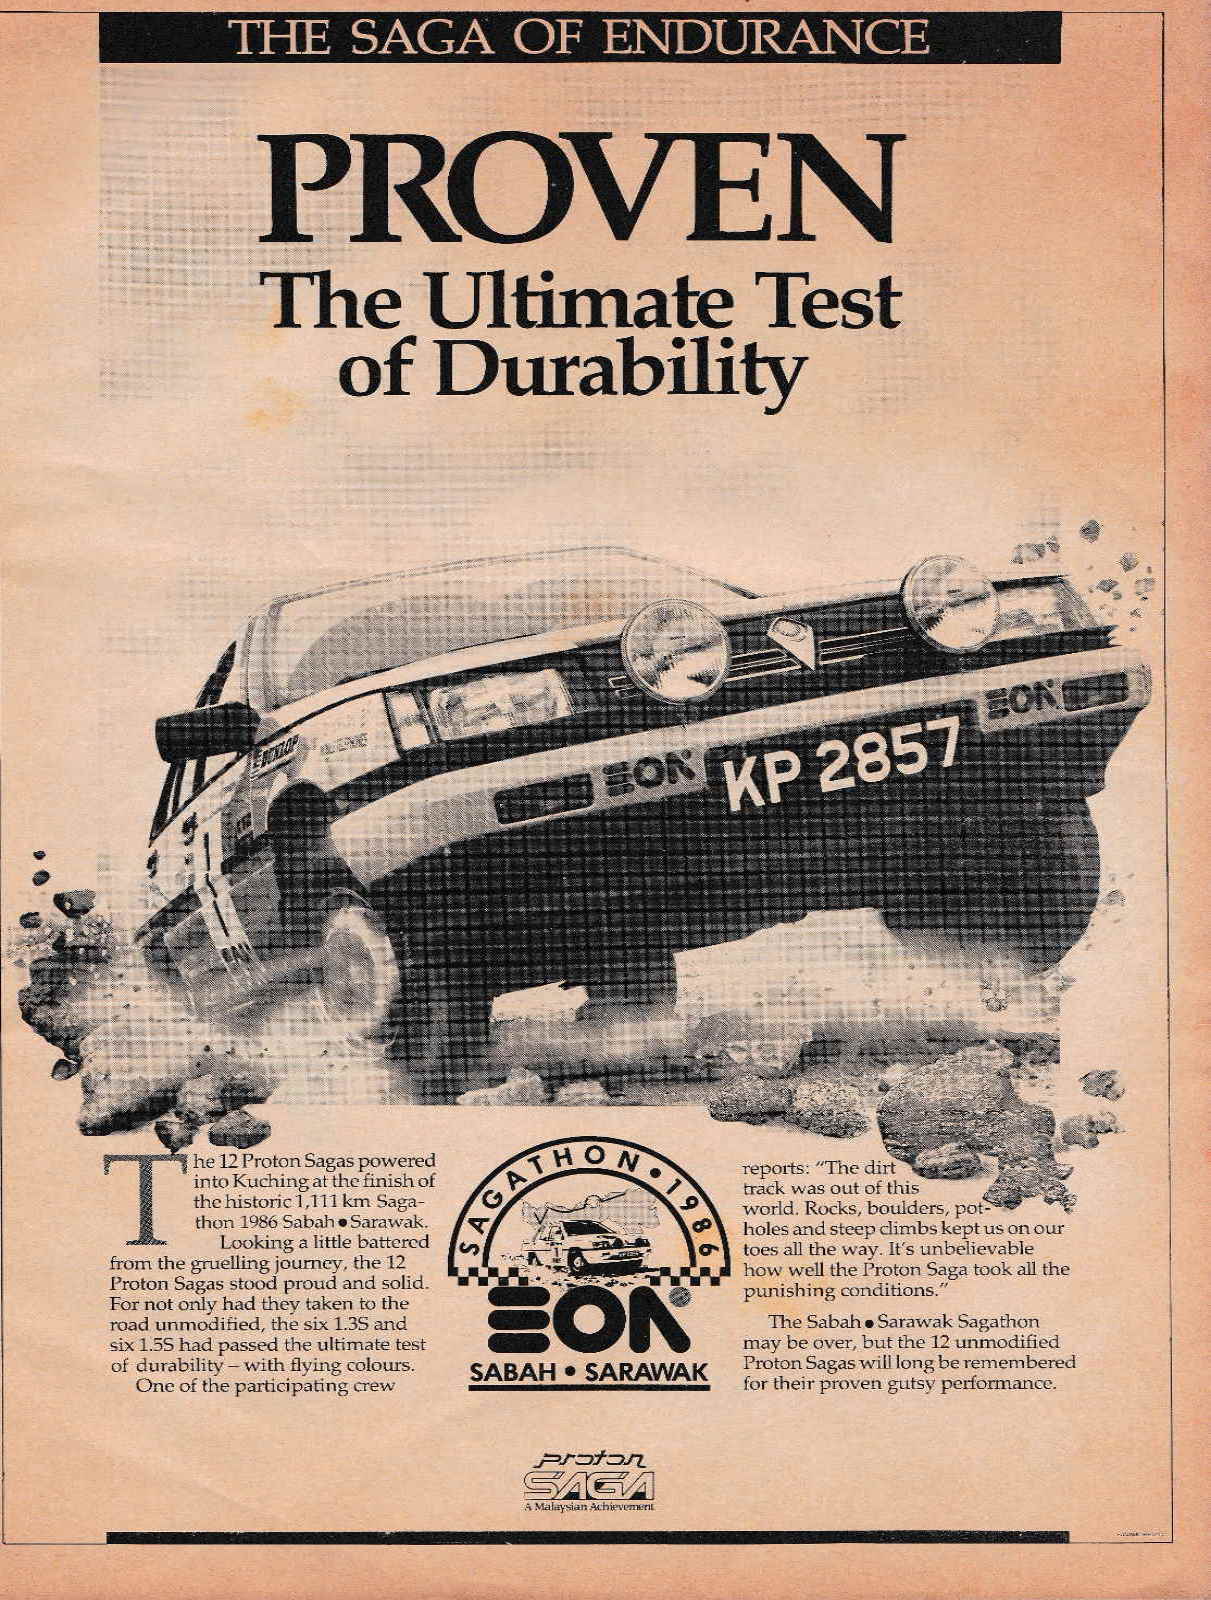 THE SAGA OF ENDURANCE
PROVEN
The Ultimate Test
of Durability
DUNLOP
EON
EON
KP 2857
The 12 Proton Sagas powered
into Kuching at the finish of
the historic 1,111 km Saga-
thon 1986 Sabah ● Sarawak.
Looking a little battered
from the gruelling journey, the 12
Proton Sagas stood proud and solid.
For not only had they taken to the
road unmodified, the six 1.3S and
six 1.5S had passed the ultimate test
of durability – with flying colours.
One of the participating crew
SAGATHON • 1986
EON
SABAH • SARAWAK
reports: “The dirt
track was out of this
world. Rocks, boulders, pot-
holes and steep climbs kept us on our
toes all the way. It's unbelievable
how well the Proton Saga took all the
punishing conditions.”
The Sabah ● Sarawak Sagathon
may be over, but the 12 unmodified
Proton Sagas will long be remembered
for their proven gutsy performance.
proton
SAGA
A Malaysian Achievement